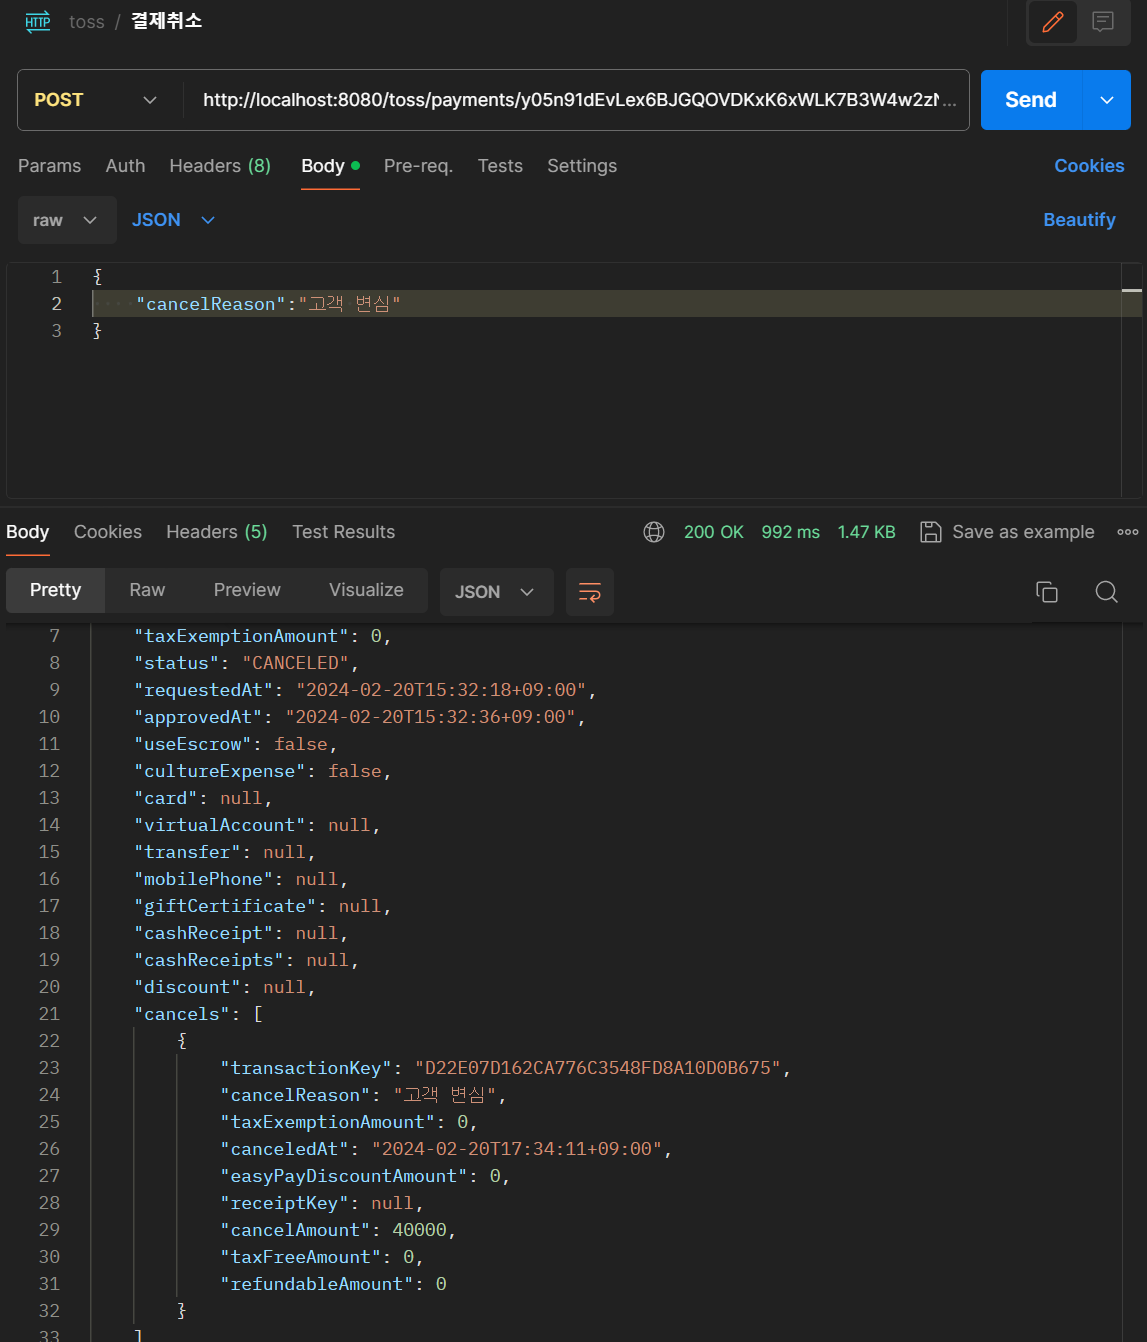 HTTP toss / 결제취소
POST http://localhost:8080/toss/payments/y05n91dEvLex6BJGQOVDKxK6xWLK7B3W4w2zN... Send
Params Auth Headers (8) Body Pre-req. Tests Settings Cookies
raw JSON Beautify
1 {
2 "cancelReason":"고객 변심"
3 }
Body Cookies Headers (5) Test Results 200 OK 992 ms 1.47 KB Save as example
Pretty Raw Preview Visualize JSON
7 "taxExemptionAmount": 0,
8 "status": "CANCELED",
9 "requestedAt": "2024-02-20T15:32:18+09:00",
10 "approvedAt": "2024-02-20T15:32:36+09:00",
11 "useEscrow": false,
12 "cultureExpense": false,
13 "card": null,
14 "virtualAccount": null,
15 "transfer": null,
16 "mobilePhone": null,
17 "giftCertificate": null,
18 "cashReceipt": null,
19 "cashReceipts": null,
20 "discount": null,
21 "cancels": [
22 {
23 "transactionKey": "D22E07D162CA776C3548FD8A10D0B675",
24 "cancelReason": "고객 변심",
25 "taxExemptionAmount": 0,
26 "canceledAt": "2024-02-20T17:34:11+09:00",
27 "easyPayDiscountAmount": 0,
28 "receiptKey": null,
29 "cancelAmount": 40000,
30 "taxFreeAmount": 0,
31 "refundableAmount": 0
32 }
33 ]